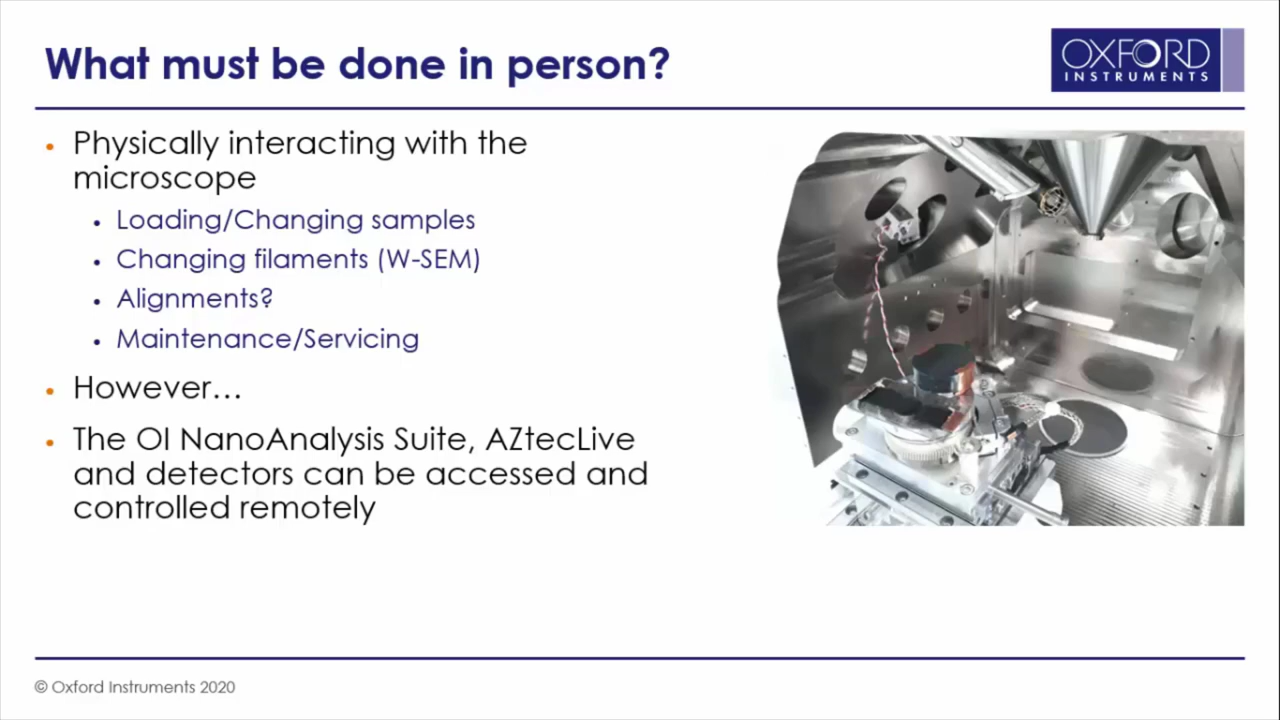 What must be done in person?
OXFORD
INSTRUMENTS
• Physically interacting with the
microscope
• Loading/Changing samples
• Changing filaments (W-SEM)
• Alignments?
• Maintenance/Servicing
• However…
• The OI NanoAnalysis Suite, AZtecLive
and detectors can be accessed and
controlled remotely
© Oxford Instruments 2020